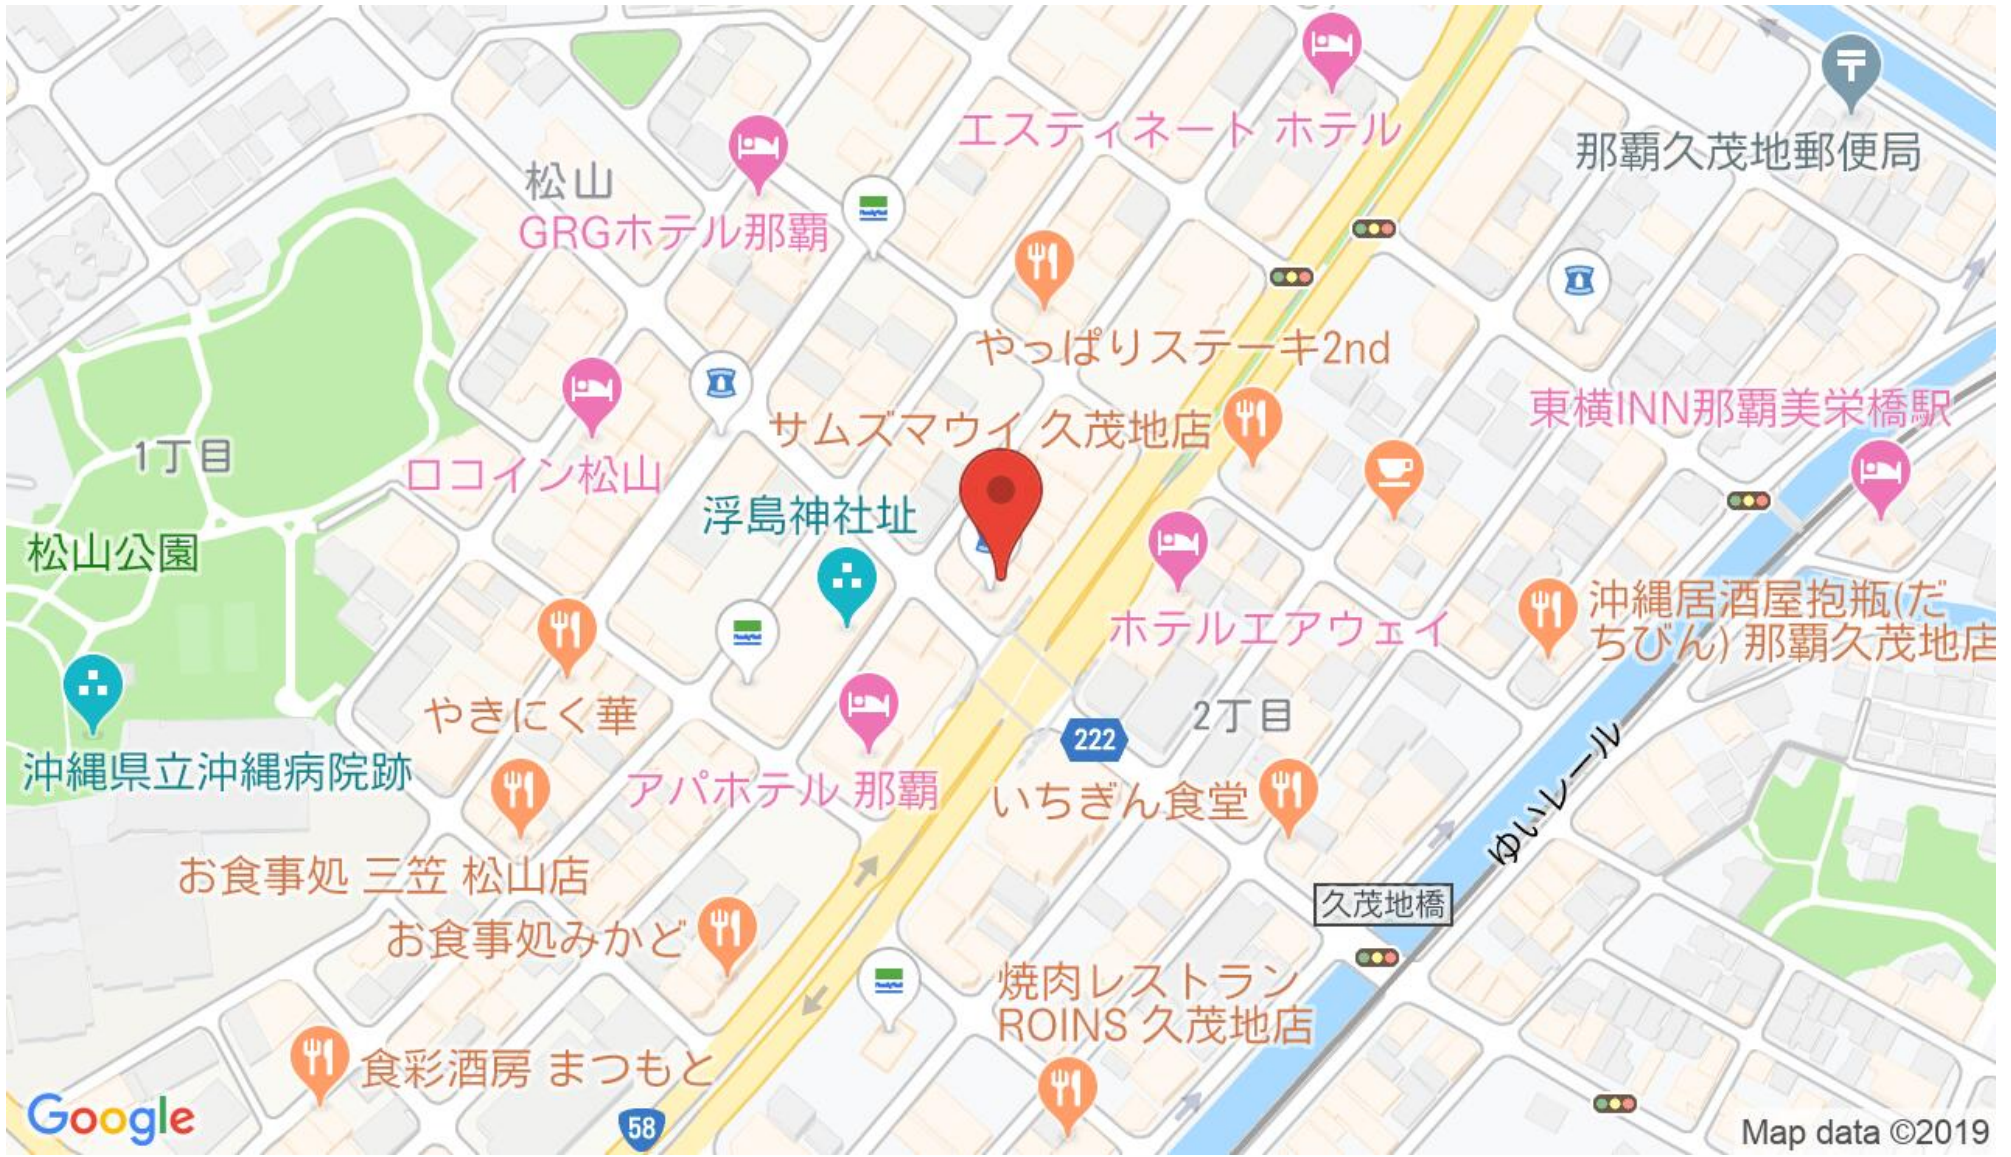 エスティネート ホテル
那覇久茂地郵便局
松山
GRGホテル那覇
やっぱりステーキ2nd
サムズマウイ 久茂地店
東横INN那覇美栄橋駅
1丁目
ロコイン松山
浮島神社址
松山公園
ホテルエアウェイ
沖縄居酒屋抱瓶(だ
ちびん) 那覇久茂地店
やきにく華
2丁目
222
沖縄県立沖縄病院跡
アパホテル 那覇
いちぎん食堂
ゆいレール
お食事処 三笠 松山店
久茂地橋
お食事処みかど
焼肉レストラン
ROINS 久茂地店
食彩酒房 まつもと
Google
58
Map data ©2019